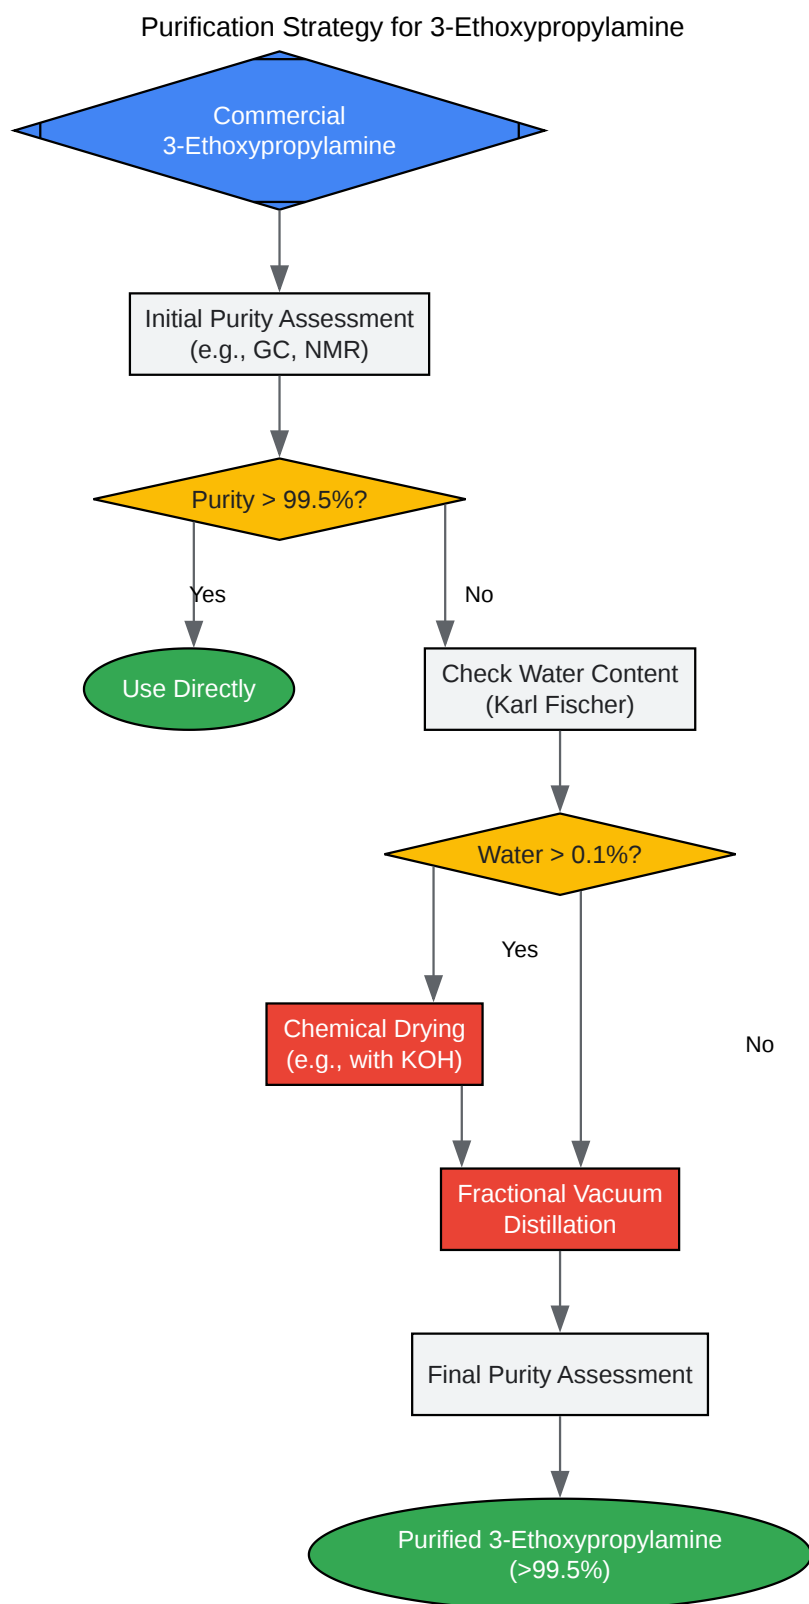 Purification Strategy for 3-Ethoxypropylamine
Commercial
3-Ethoxypropylamine
Initial Purity Assessment
(e.g., GC, NMR)
Purity > 99.5%?
Yes
No
Use Directly
Check Water Content
(Karl Fischer)
Water > 0.1%?
Yes
No
Chemical Drying
(e.g., with KOH)
Fractional Vacuum
Distillation
Final Purity Assessment
Purified 3-Ethoxypropylamine
(>99.5%)